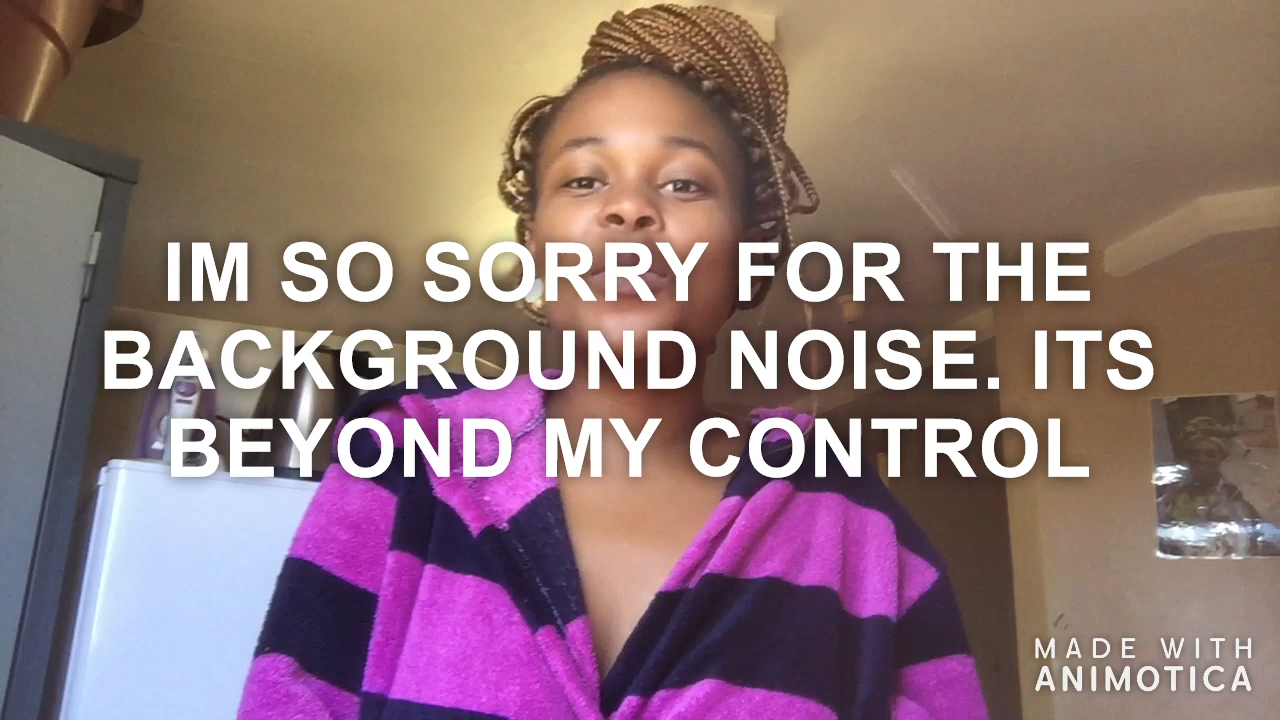 IM SO SORRY FOR THE
BACKGROUND NOISE. ITS
BEYOND MY CONTROL
MADE WITH
ANIMOTICA